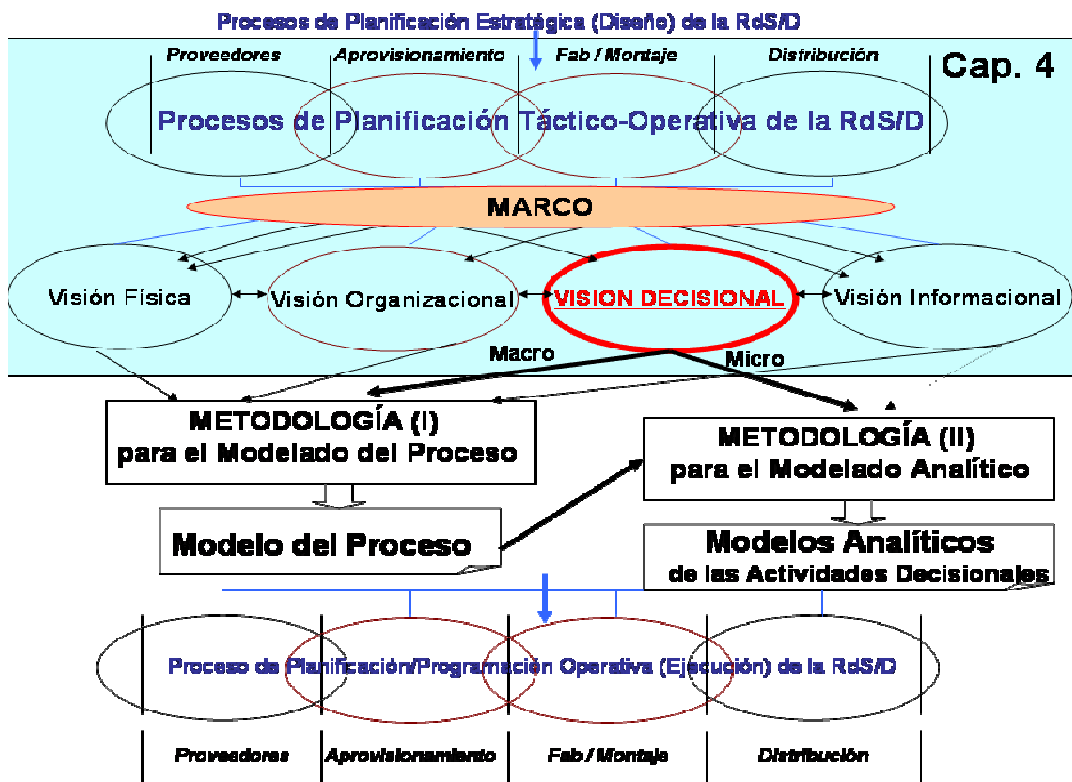 Procesos de Planificación Estratégica (Diseño) de la RdS/D
Proveedores Aprovisionamiento Fab / Montaje Distribución
Cap. 4
Procesos de Planificación Táctico-Operativa de la RdS/D
MARCO
Visión Física
Visión Organizacional
VISION DECISIONAL
Visión Informacional
Macro
Micro
METODOLOGÍA (I)
para el Modelado del Proceso
METODOLOGÍA (II)
para el Modelado Analítico
Modelo del Proceso
Modelos Analíticos
de las Actividades Decisionales
Proceso de Planificación/Programación Operativa (Ejecución) de la RdS/D
Proveedores Aprovisionamiento Fab / Montaje Distribución